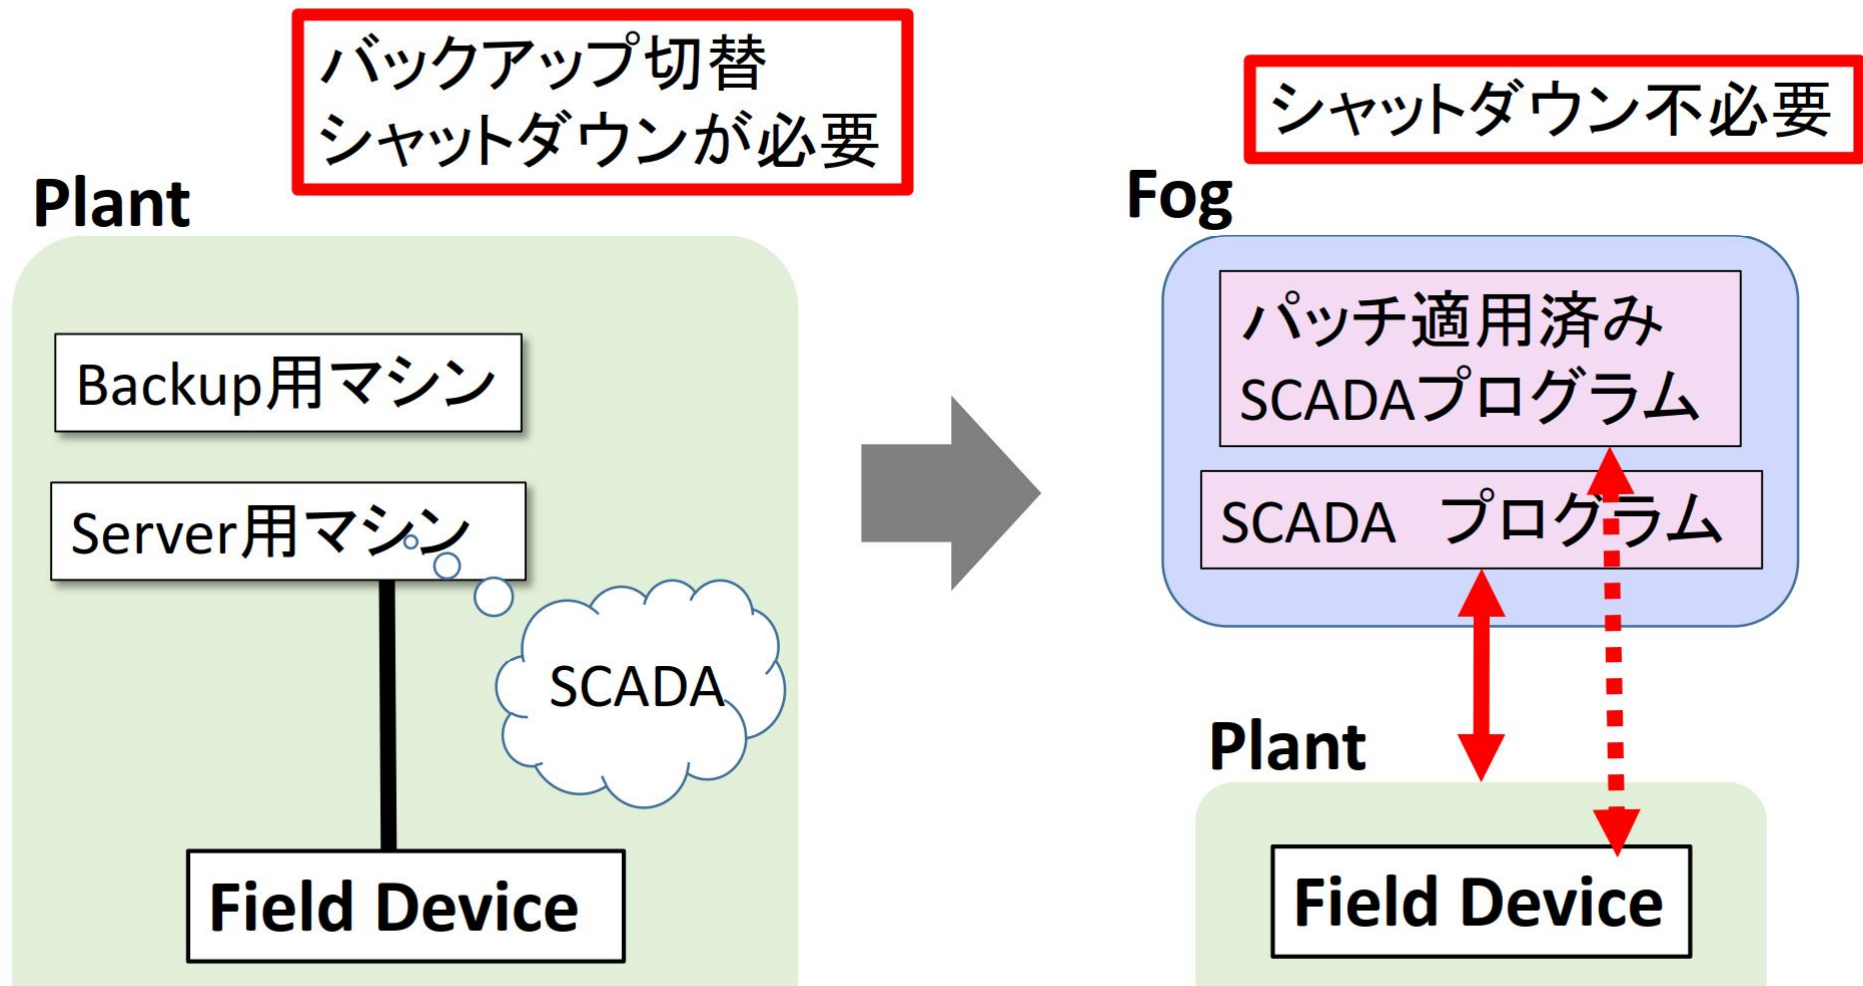 バックアップ切替
シャットダウンが必要
Plant
Backup用マシン
Server用マシン
SCADA
Field Device
シャットダウン不必要
Fog
パッチ適用済み
SCADAプログラム
SCADA　プログラム
Plant
Field Device